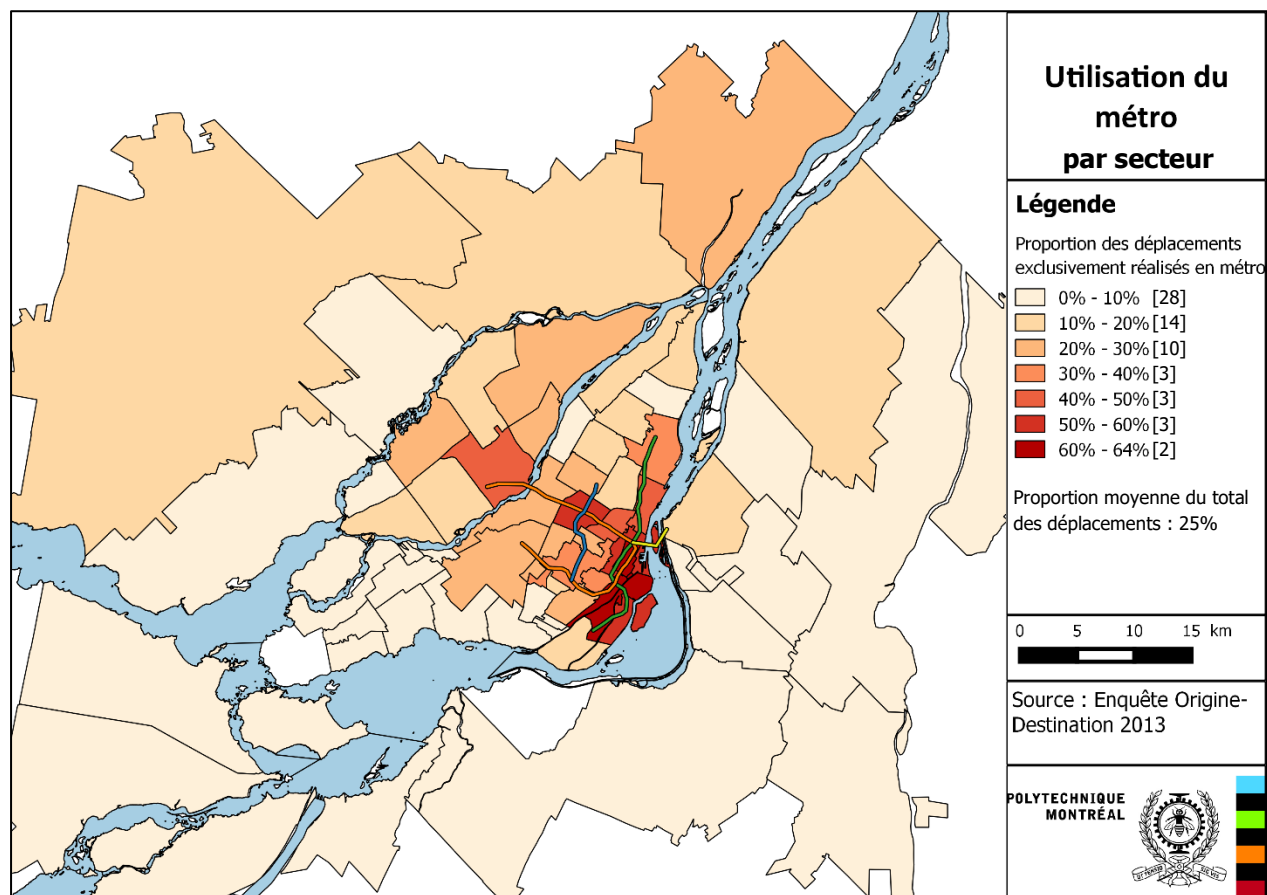 Utilisation du
métro
par secteur
Légende
Proportion des déplacements
exclusivement réalisés en métro
0% - 10% [28]
10% - 20% [14]
20% - 30% [10]
30% - 40% [3]
40% - 50% [3]
50% - 60% [3]
60% - 64% [2]
Proportion moyenne du total
des déplacements : 25%
0 5 10 15 km
Source : Enquête Origine-
Destination 2013
POLYTECHNIQUE
MONTRÉAL